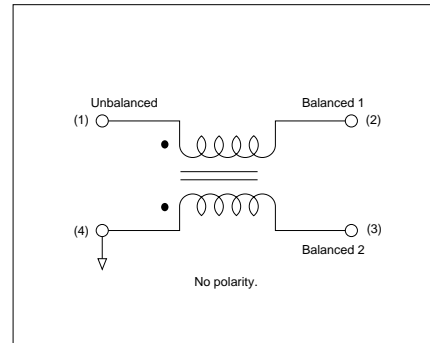 Unbalanced Balanced 1
(1) (2)
(4) (3)
Balanced 2
No polarity.